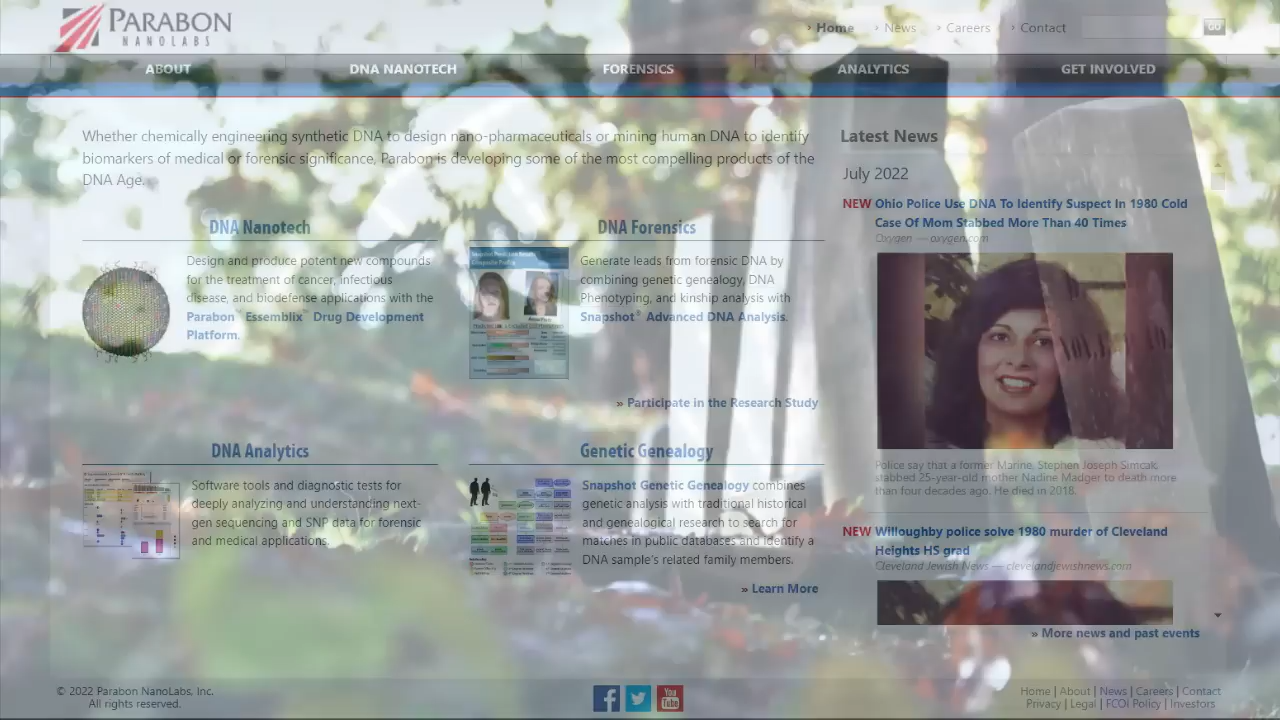 PARABON
NANOLABS
› Home
› News
› Careers
› Contact
GO
ABOUT
DNA NANOTECH
FORENSICS
ANALYTICS
GET INVOLVED
Whether chemically engineering synthetic DNA to design nano-pharmaceuticals or mining human DNA to identify
biomarkers of medical or forensic significance, Parabon is developing some of the most compelling products of the
DNA Age.
DNA Nanotech
Design and produce potent new compounds
for the treatment of cancer, infectious
disease, and biodefense applications with the
Parabon® Essemblix™ Drug Development
Platform.
DNA Forensics
Generate leads from forensic DNA by
combining genetic genealogy, DNA
Phenotyping, and kinship analysis with
Snapshot® Advanced DNA Analysis.
» Participate in the Research Study
DNA Analytics
Software tools and diagnostic tests for
deeply analyzing and understanding next-
gen sequencing and SNP data for forensic
and medical applications.
Genetic Genealogy
Snapshot Genetic Genealogy combines
genetic analysis with traditional historical
and genealogical research to search for
matches in public databases and identify a
DNA sample's related family members.
» Learn More
Latest News
July 2022
NEW Ohio Police Use DNA To Identify Suspect In 1980 Cold
Case Of Mom Stabbed More Than 40 Times
Oxygen — oxygen.com
Police say that a former Marine, Stephen Joseph Simcak,
stabbed 25-year-old mother Nadine Madger to death more
than four decades ago. He died in 2018.
NEW Willoughby police solve 1980 murder of Cleveland
Heights HS grad
Cleveland Jewish News — clevelandjewishnews.com
» More news and past events
© 2022 Parabon NanoLabs, Inc.
All rights reserved.
You
Tube
Home | About | News | Careers | Contact
Privacy | Legal | FCOI Policy | Investors